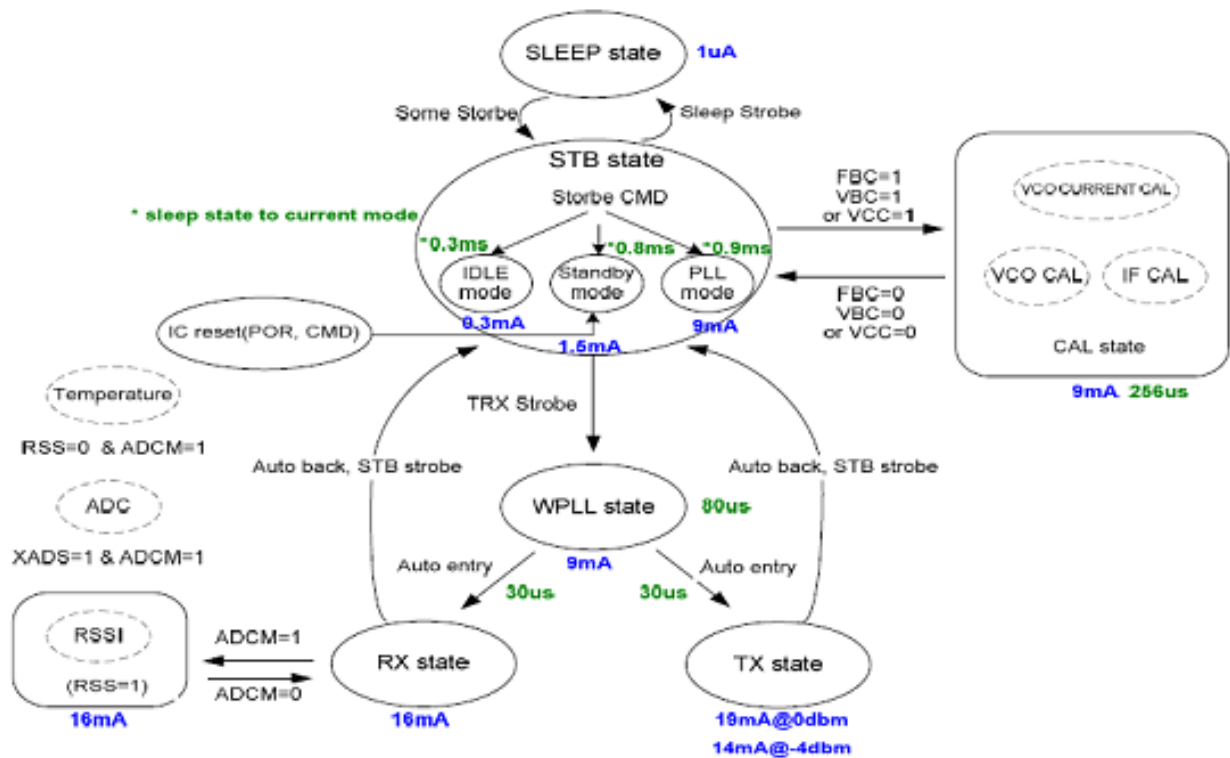 SLEEP state
1uA
Some Storbe
Sleep Strobe
STB state
Storbe CMD
* sleep state to current mode
*0.3ms
*0.8ms
*0.9ms
IDLE
mode
Standby
mode
PLL
mode
0.3mA
1.5mA
9mA
IC reset(POR, CMD)
FBC=1
VBC=1
or VCC=1
FBC=0
VBC=0
or VCC=0
VCO CURRENT CAL
VCO CAL
IF CAL
CAL state
9mA 256us
Temperature
RSS=0 & ADCM=1
ADC
XADS=1 & ADCM=1
TRX Strobe
Auto back, STB strobe
Auto back, STB strobe
WPLL state
80us
9mA
Auto entry
Auto entry
30us
30us
RSSI
(RSS=1)
16mA
ADCM=1
ADCM=0
RX state
16mA
TX state
19mA@0dbm
14mA@-4dbm